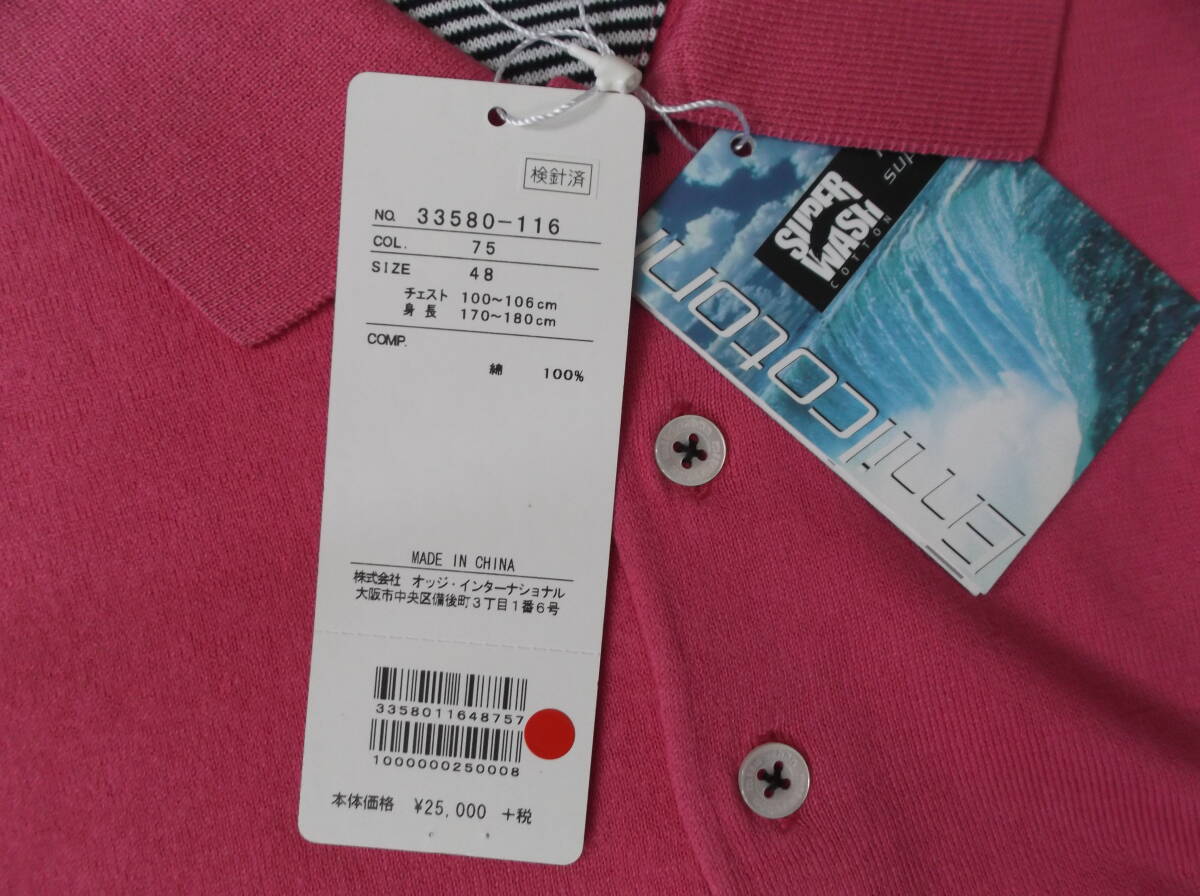 検針済
NO. 33580-116
COL. 75
SIZE 48
チェスト 100~106cm
身長 170~180cm
COMP.
綿 100%
MADE IN CHINA
株式会社 オッジ・インターナショナル
大阪市中央区備後町3丁目1番6号
3358011648757
1000000250008
本体価格 ¥25,000 +税
SUPER
WASH
COTTON
Emilcotoni